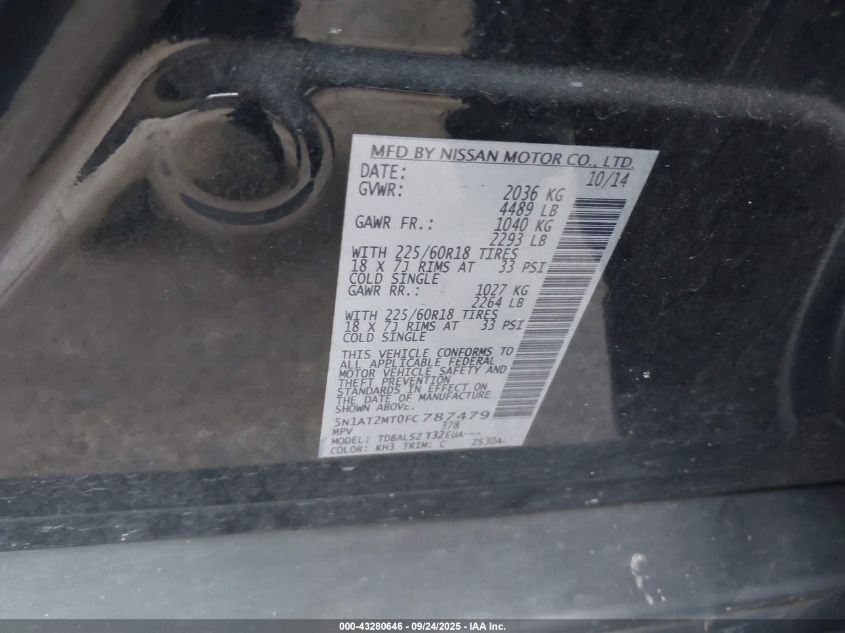 MFD BY NISSAN MOTOR CO., LTD.
DATE: 10/14
GVWR: 2036 KG
4489 LB
GAWR FR.: 1040 KG
2293 LB
WITH 225/60R18 TIRES
18 X 7J RIMS AT 33 PSI
COLD SINGLE
GAWR RR.: 1027 KG
2264 LB
WITH 225/60R18 TIRES
18 X 7J RIMS AT 33 PSI
COLD SINGLE
THIS VEHICLE CONFORMS TO
ALL APPLICABLE FEDERAL
MOTOR VEHICLE SAFETY AND
THEFT PREVENTION
STANDARDS IN EFFECT ON
THE DATE OF MANUFACTURE
SHOWN ABOVE.
5N1AT2MT0FC787479
MPV 378
MODEL: TDBALS2 T32EUA---
COLOR: KH3 TRIM: C ZS30A
000-43280646 - 09/24/2025 - IAA Inc.